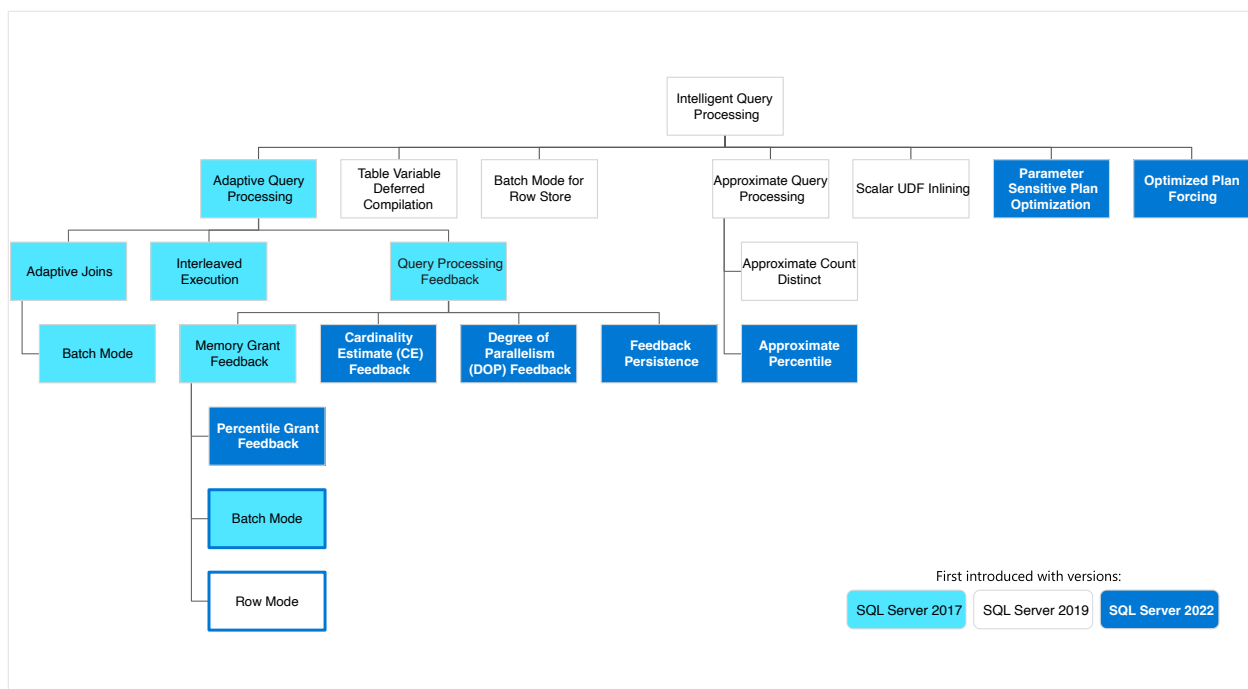 Intelligent Query
Processing
Adaptive Query
Processing
Table Variable
Deferred
Compilation
Batch Mode for
Row Store
Approximate Query
Processing
Scalar UDF Inlining
Parameter
Sensitive Plan
Optimization
Optimized Plan
Forcing
Adaptive Joins
Interleaved
Execution
Query Processing
Feedback
Approximate Count
Distinct
Batch Mode
Memory Grant
Feedback
Cardinality
Estimate (CE)
Feedback
Degree of
Parallelism
(DOP) Feedback
Feedback
Persistence
Approximate
Percentile
Percentile Grant
Feedback
Batch Mode
Row Mode
First introduced with versions:
SQL Server 2017
SQL Server 2019
SQL Server 2022